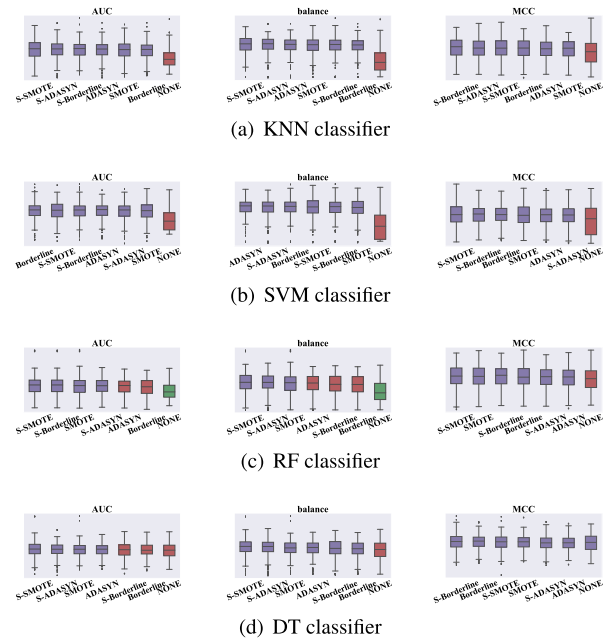 AUC balance MCC
S-SMOTE S-ADASYN S-Borderline ADASYN SMOTE Borderline NONE S-SMOTE S-ADASYN ADASYN SMOTE S-Borderline Borderline NONE S-Borderline S-ADASYN S-SMOTE ADASYN Borderline SMOTE NONE
(a) KNN classifier
AUC balance MCC
Borderline S-SMOTE S-Borderline ADASYN S-ADASYN SMOTE NONE ADASYN S-ADASYN Borderline S-SMOTE S-Borderline SMOTE NONE S-SMOTE S-Borderline Borderline SMOTE ADASYN S-ADASYN NONE
(b) SVM classifier
AUC balance MCC
S-SMOTE S-Borderline SMOTE S-ADASYN ADASYN Borderline NONE S-SMOTE S-ADASYN SMOTE ADASYN S-Borderline Borderline NONE S-SMOTE SMOTE S-Borderline Borderline S-ADASYN ADASYN NONE
(c) RF classifier
AUC balance MCC
S-SMOTE S-ADASYN SMOTE ADASYN S-Borderline Borderline NONE S-SMOTE S-ADASYN SMOTE ADASYN S-Borderline Borderline NONE S-Borderline Borderline S-SMOTE SMOTE S-ADASYN ADASYN NONE
(d) DT classifier